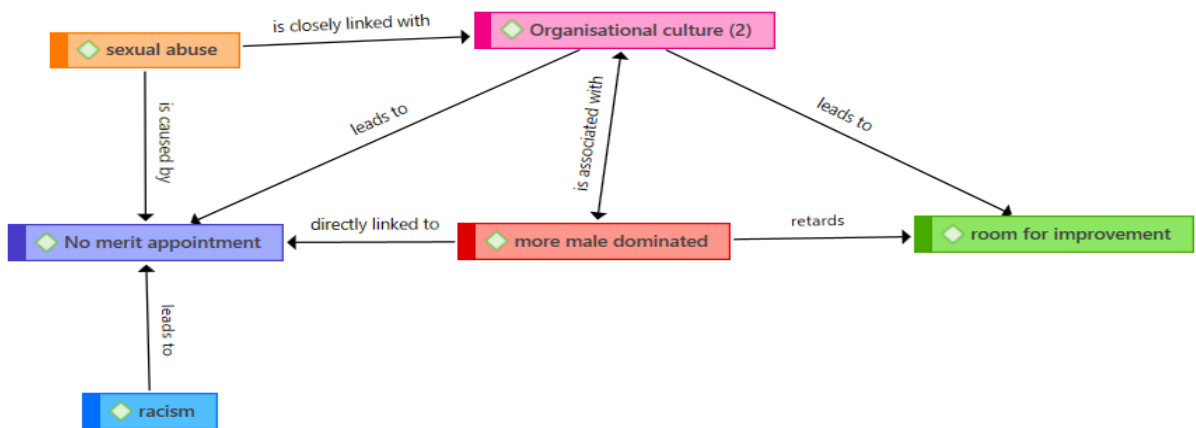 is closely linked with
Organisational culture (2)
sexual abuse
is caused by
leads to
is associated with
leads to
No merit appointment
directly linked to
more male dominated
retards
room for improvement
leads to
racism